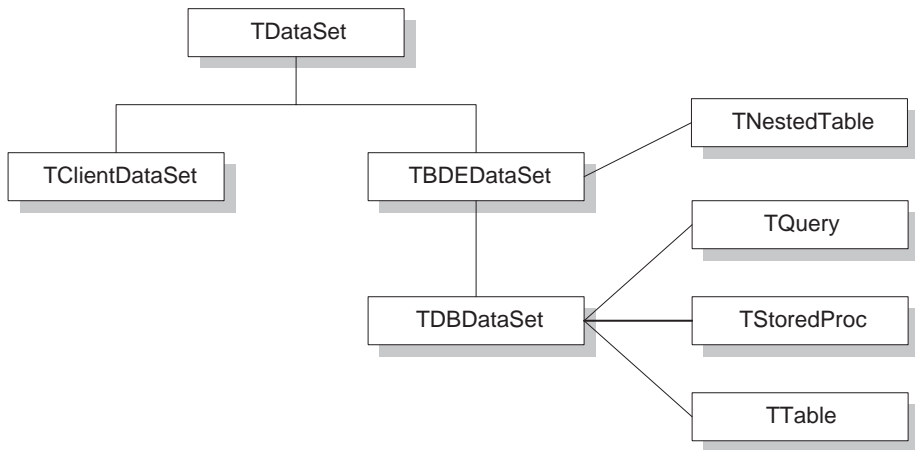 TDataSet
TNestedTable
TClientDataSet
TBDEDataSet
TQuery
TDBDataSet
TStoredProc
TTable